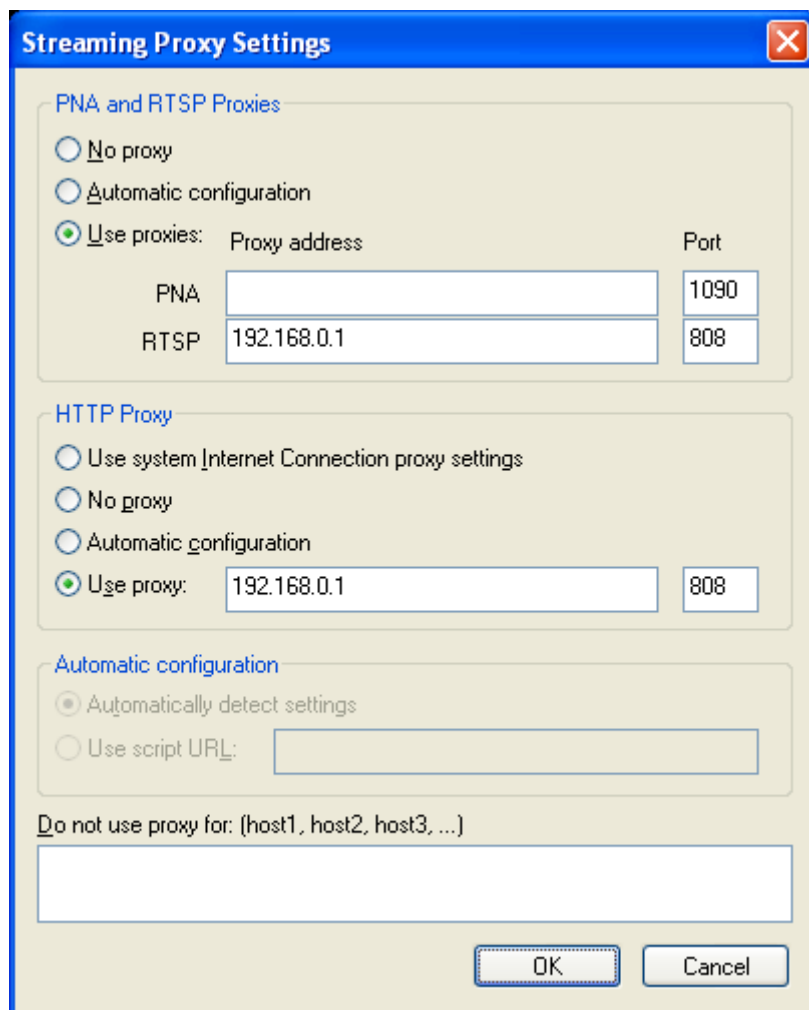 Streaming Proxy Settings
PNA and RTSP Proxies
No proxy
Automatic configuration
Use proxies: Proxy address Port
PNA 1090
RTSP 192.168.0.1 808
HTTP Proxy
Use system Internet Connection proxy settings
No proxy
Automatic configuration
Use proxy: 192.168.0.1 808
Automatic configuration
Automatically detect settings
Use script URL:
Do not use proxy for: (host1, host2, host3, ...)
OK Cancel